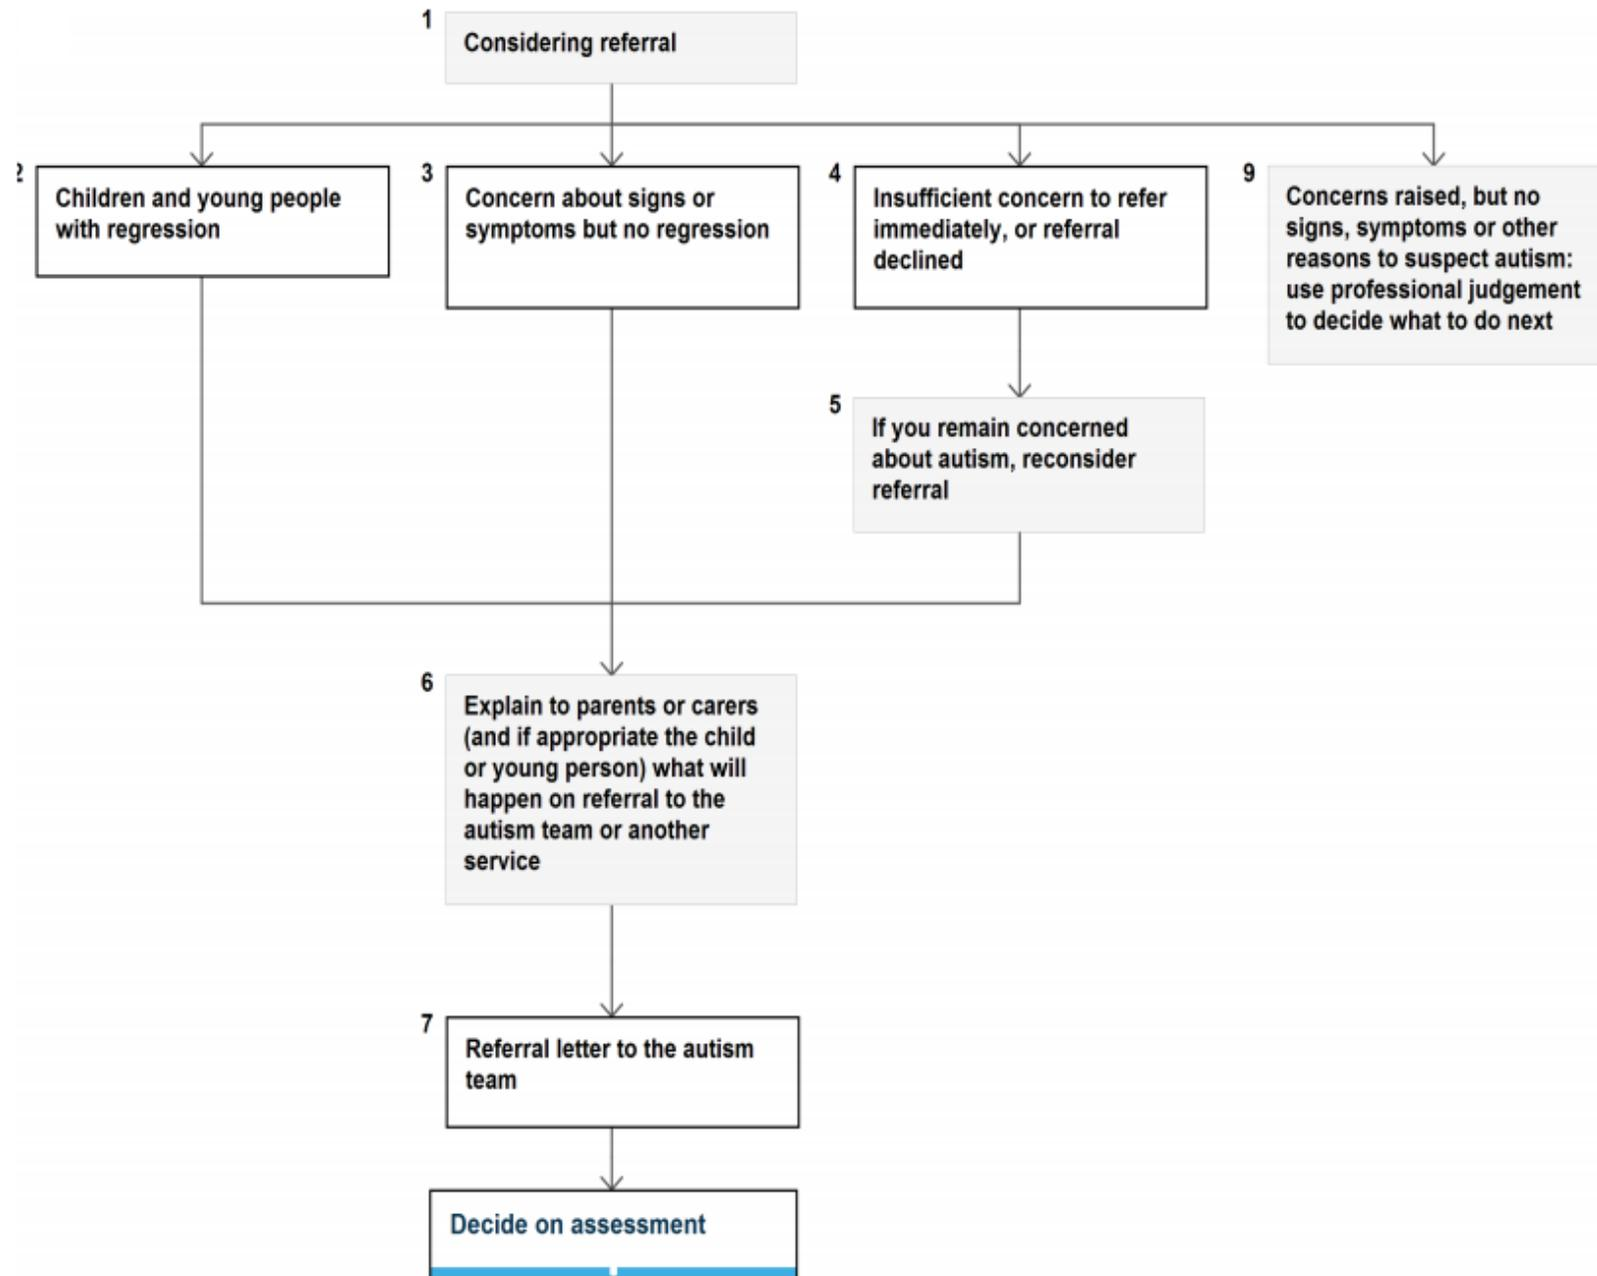 1
Considering referral
2
Children and young people
with regression
3
Concern about signs or
symptoms but no regression
4
Insufficient concern to refer
immediately, or referral
declined
9
Concerns raised, but no
signs, symptoms or other
reasons to suspect autism:
use professional judgement
to decide what to do next
5
If you remain concerned
about autism, reconsider
referral
6
Explain to parents or carers
(and if appropriate the child
or young person) what will
happen on referral to the
autism team or another
service
7
Referral letter to the autism
team
Decide on assessment